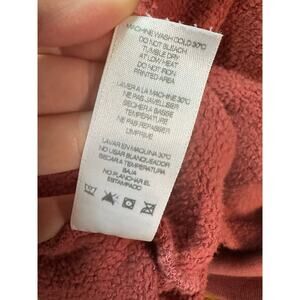 MACHINE WASH COLD 30°C
DO NOT BLEACH
TUMBLE DRY
AT LOW HEAT
DO NOT IRON
PRINTED AREA
LAVER A LA MACHINE 30°C
NE PAS JAVELLISER
SECHER A BASSE
TEMPÉRATURE
NE PAS REPASSER
L'IMPRIMÉ
LAVAR EN MAQUINA 30°C
NO USAR BLANQUEADOR
SECAR A TEMPERATURA
BAJA
NO PLANCHAR EL
ESTAMPADO